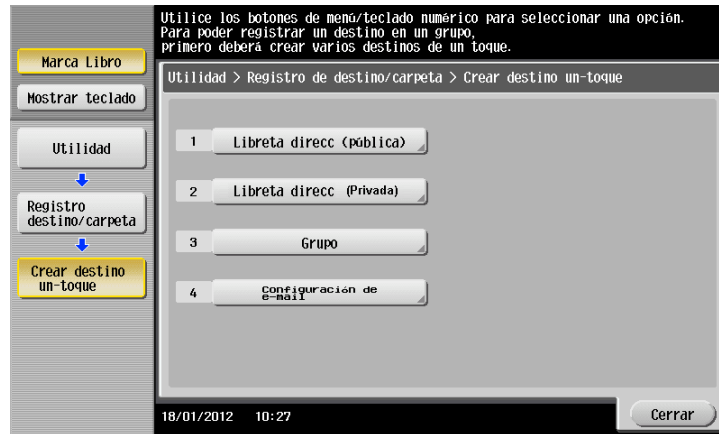 Utilice los botones de menú/teclado numérico para seleccionar una opción.
Para poder registrar un destino en un grupo,
primero deberá crear varios destinos de un toque.
Marca Libro
Mostrar teclado
Utilidad
Registro
destino/carpeta
Crear destino
un-toque
Utilidad > Registro de destino/carpeta > Crear destino un-toque
1 Libreta direcc (pública)
2 Libreta direcc (Privada)
3 Grupo
4 Configuración de
e-mail
18/01/2012 10:27
Cerrar